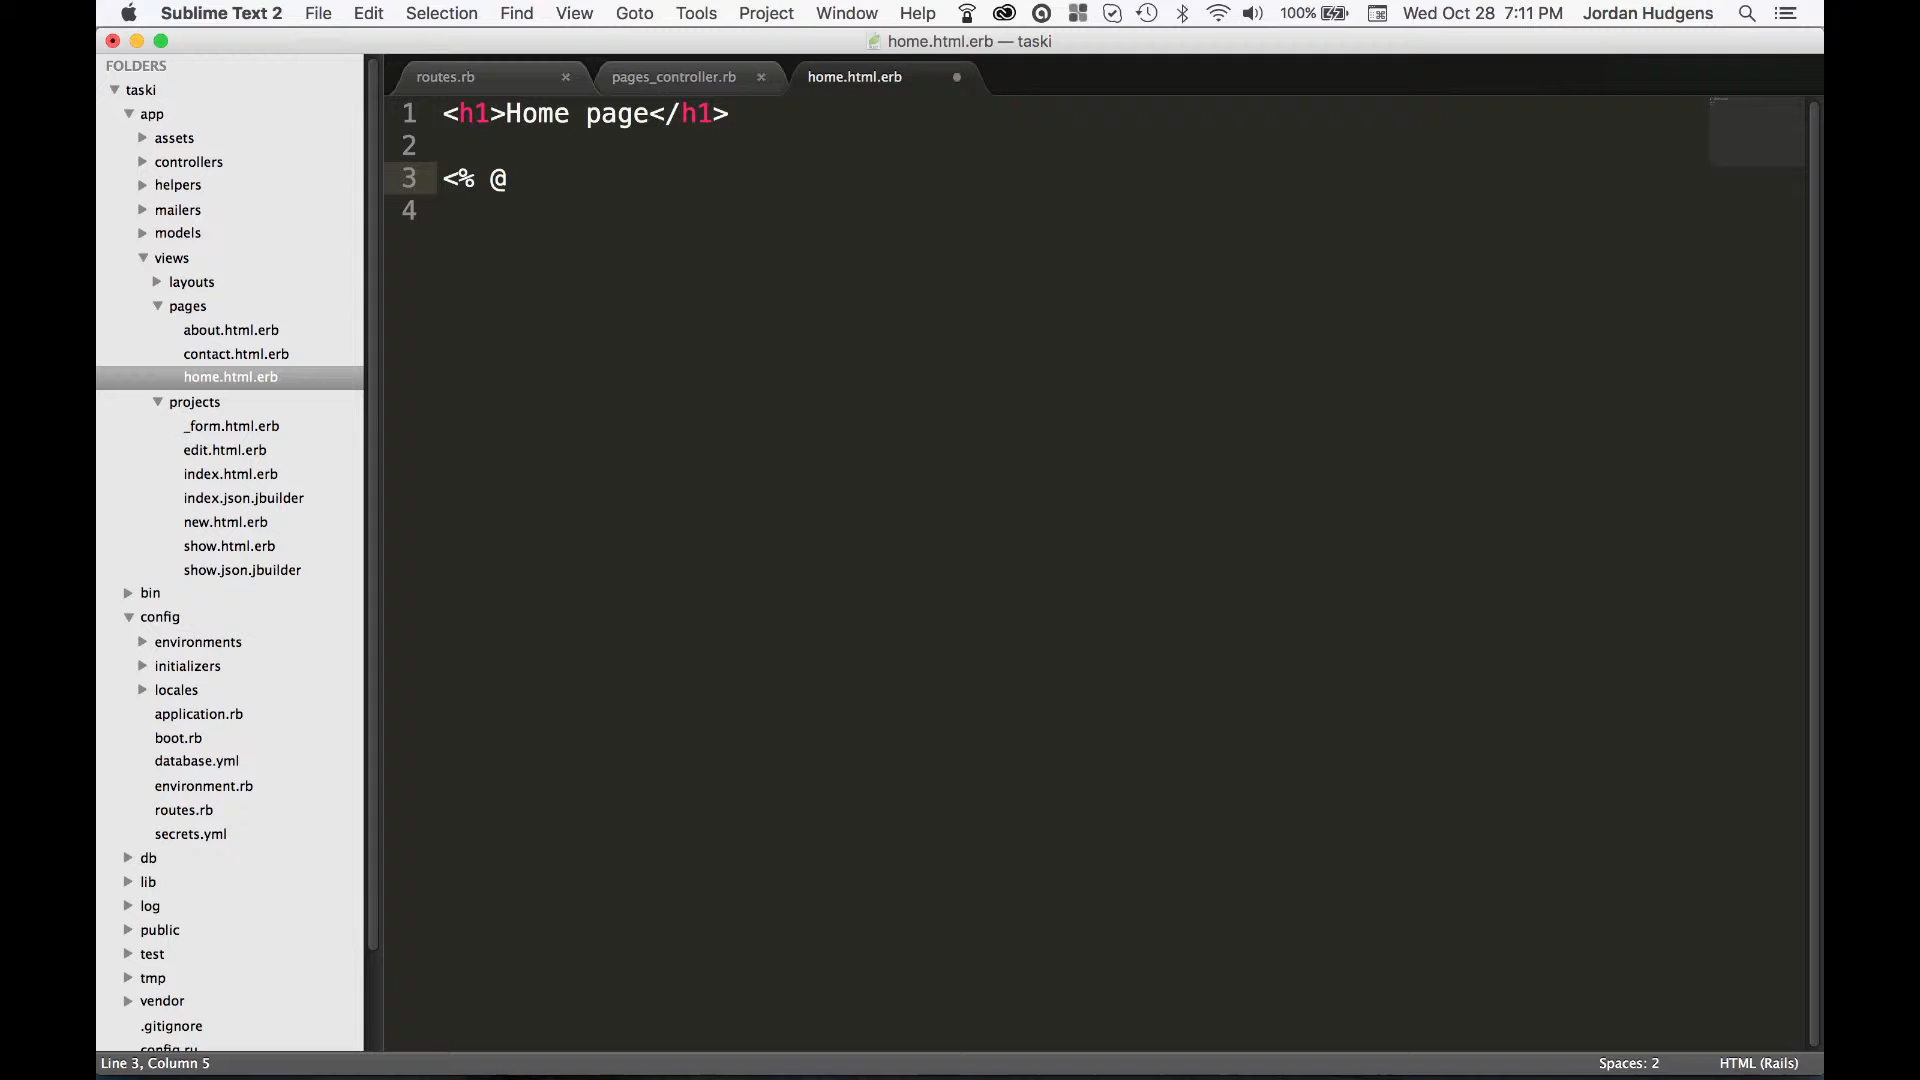 Sublime Text 2 File Edit Selection Find View Goto Tools Project Window Help 100% Wed Oct 28 7:11 PM Jordan Hudgens
home.html.erb — taski
FOLDERS
taski
app
assets
controllers
helpers
mailers
models
views
layouts
pages
about.html.erb
contact.html.erb
home.html.erb
projects
_form.html.erb
edit.html.erb
index.html.erb
index.json.jbuilder
new.html.erb
show.html.erb
show.json.jbuilder
bin
config
environments
initializers
locales
application.rb
boot.rb
database.yml
environment.rb
routes.rb
secrets.yml
db
lib
log
public
test
tmp
vendor
.gitignore
config.ru
routes.rb × pages_controller.rb × home.html.erb
1 <h1>Home page</h1>
2
3 <% @
4
Line 3, Column 5 Spaces: 2 HTML (Rails)